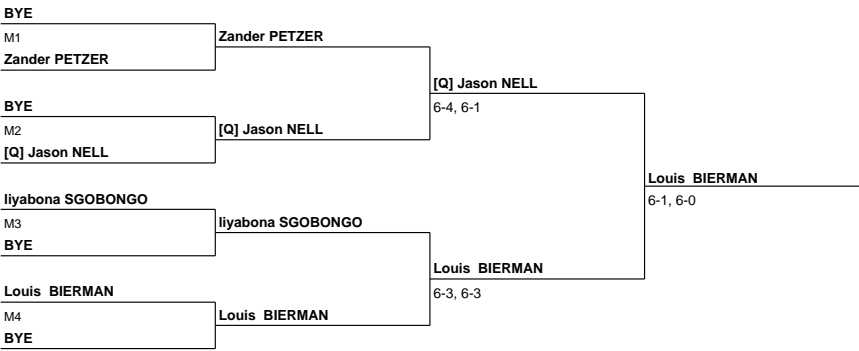 BYE
M1
Zander PETZER
Zander PETZER
[Q] Jason NELL
6-4, 6-1
BYE
M2
[Q] Jason NELL
[Q] Jason NELL
Louis BIERMAN
6-1, 6-0
liyabona SGOBONGO
M3
BYE
liyabona SGOBONGO
Louis BIERMAN
6-3, 6-3
Louis BIERMAN
M4
BYE
Louis BIERMAN